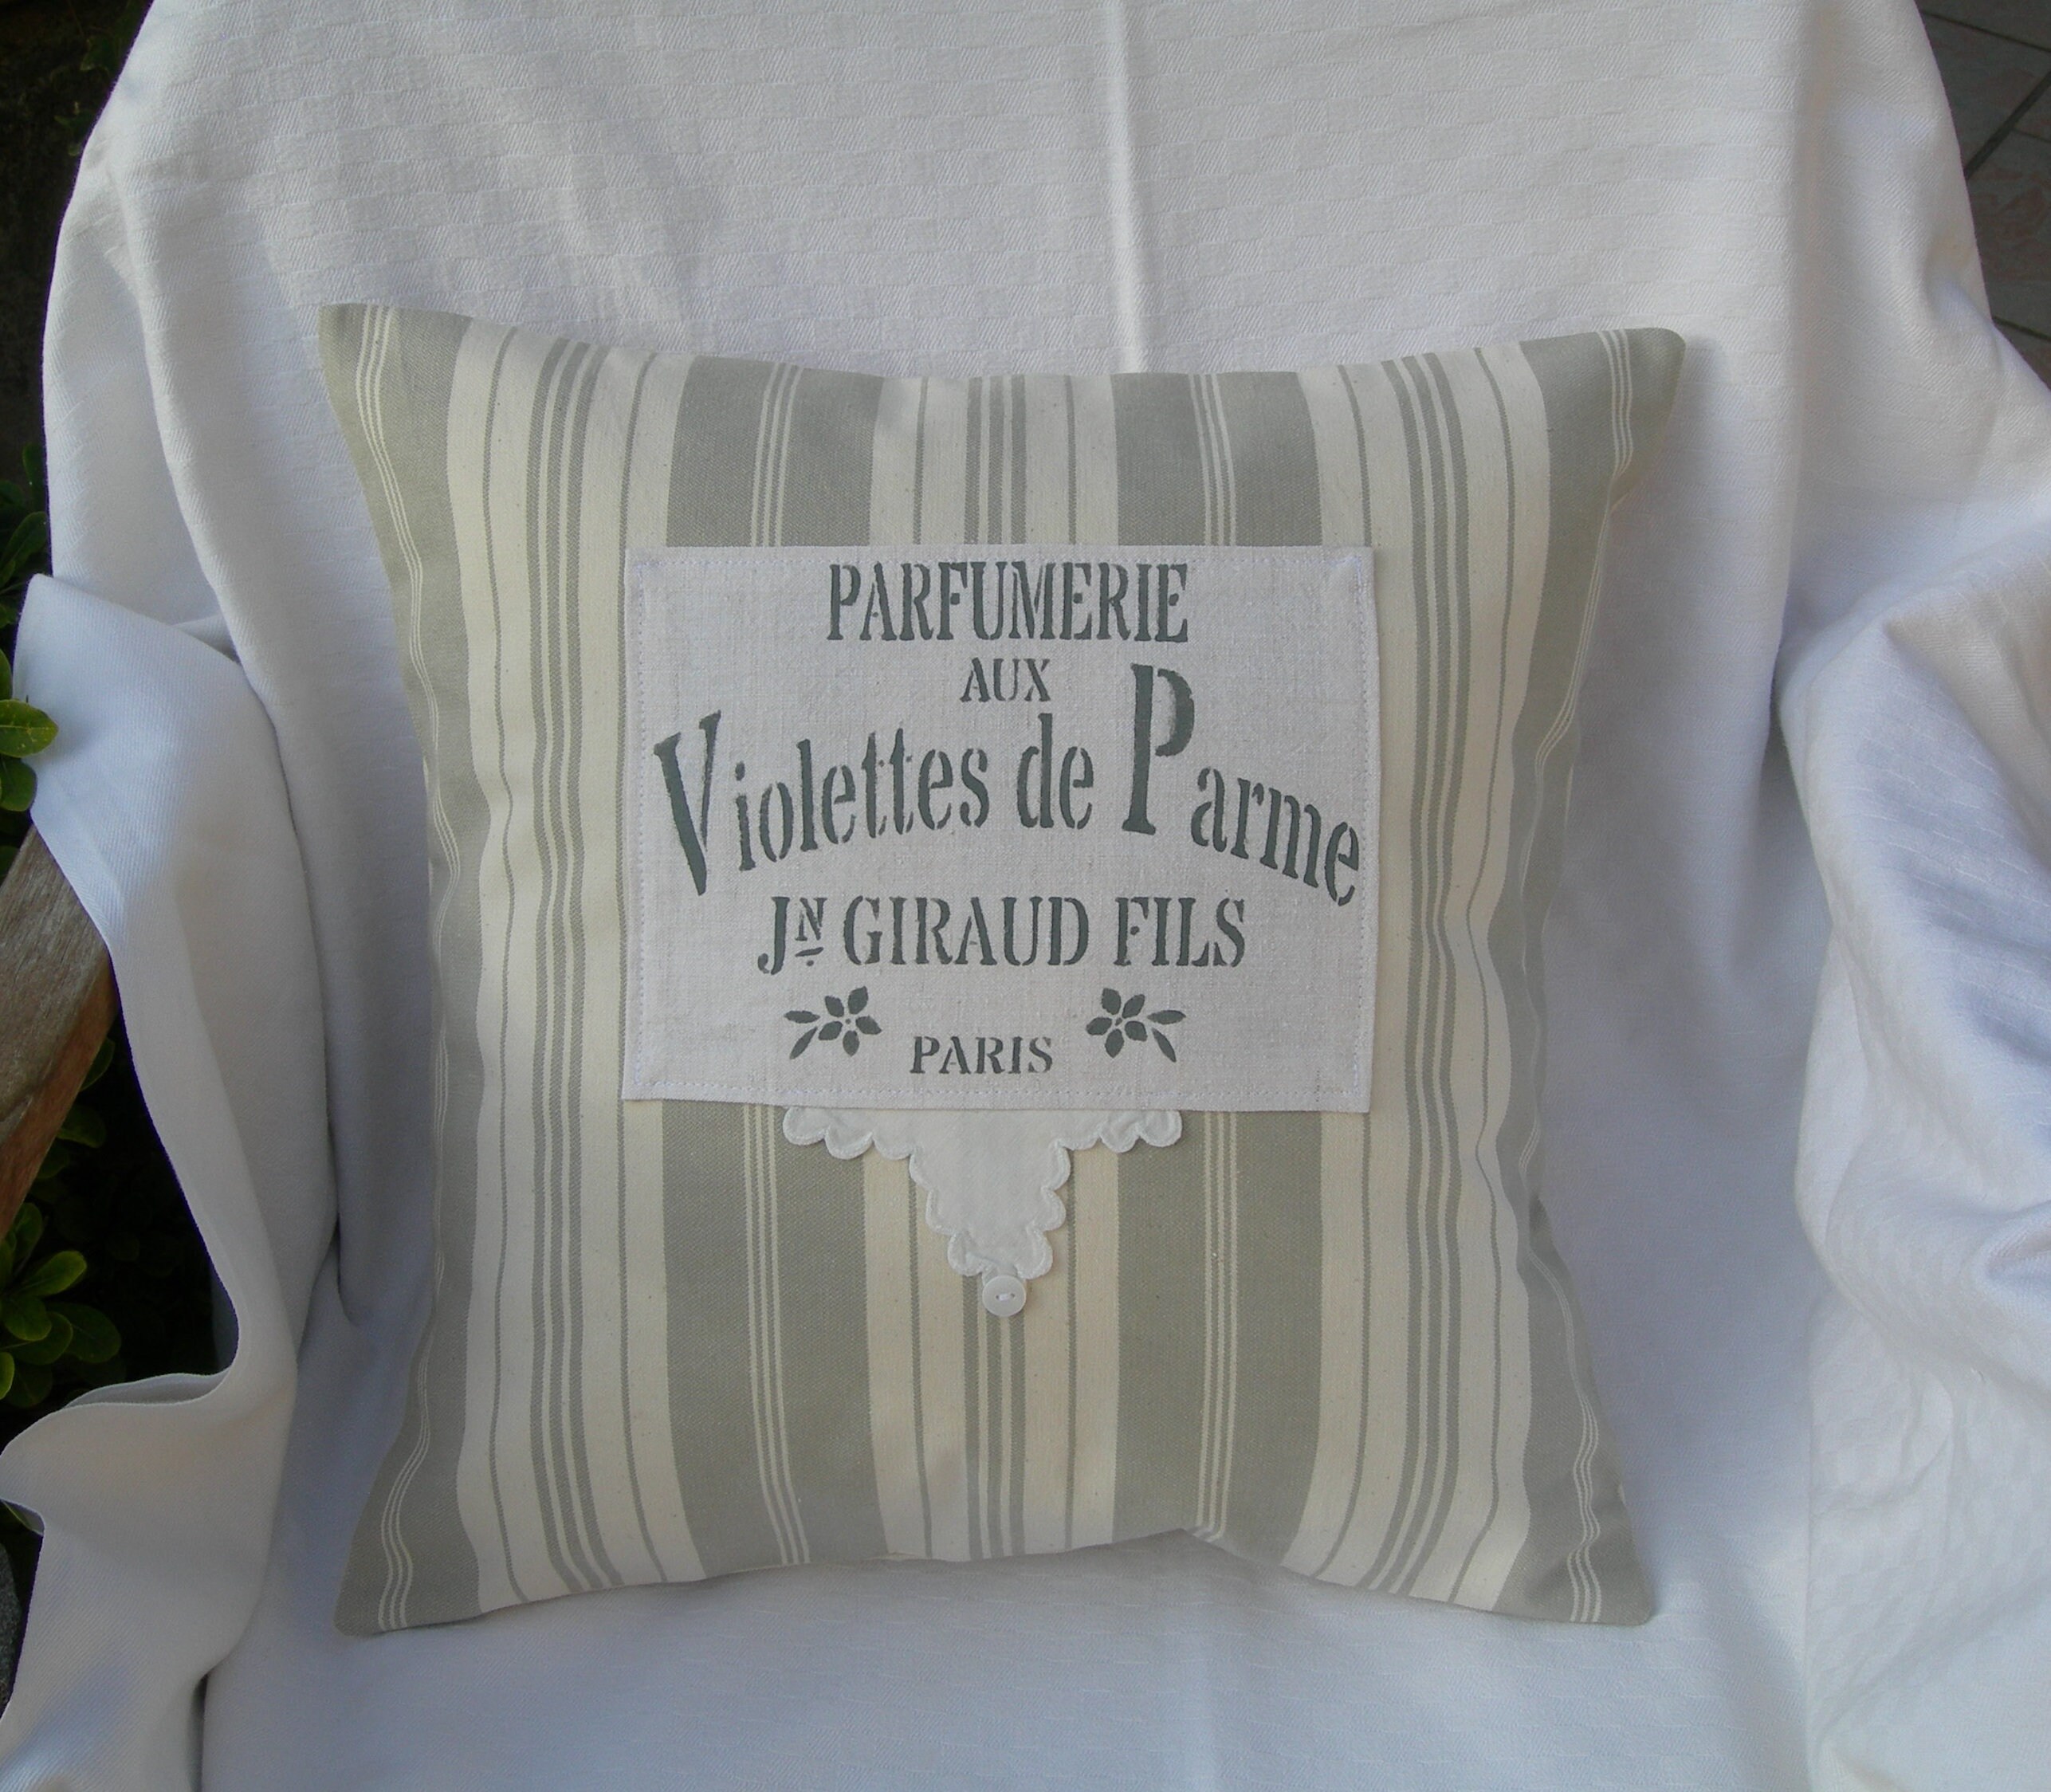 PARFUMERIE
AUX
Violettes de Parme
JN GIRAUD FILS
PARIS